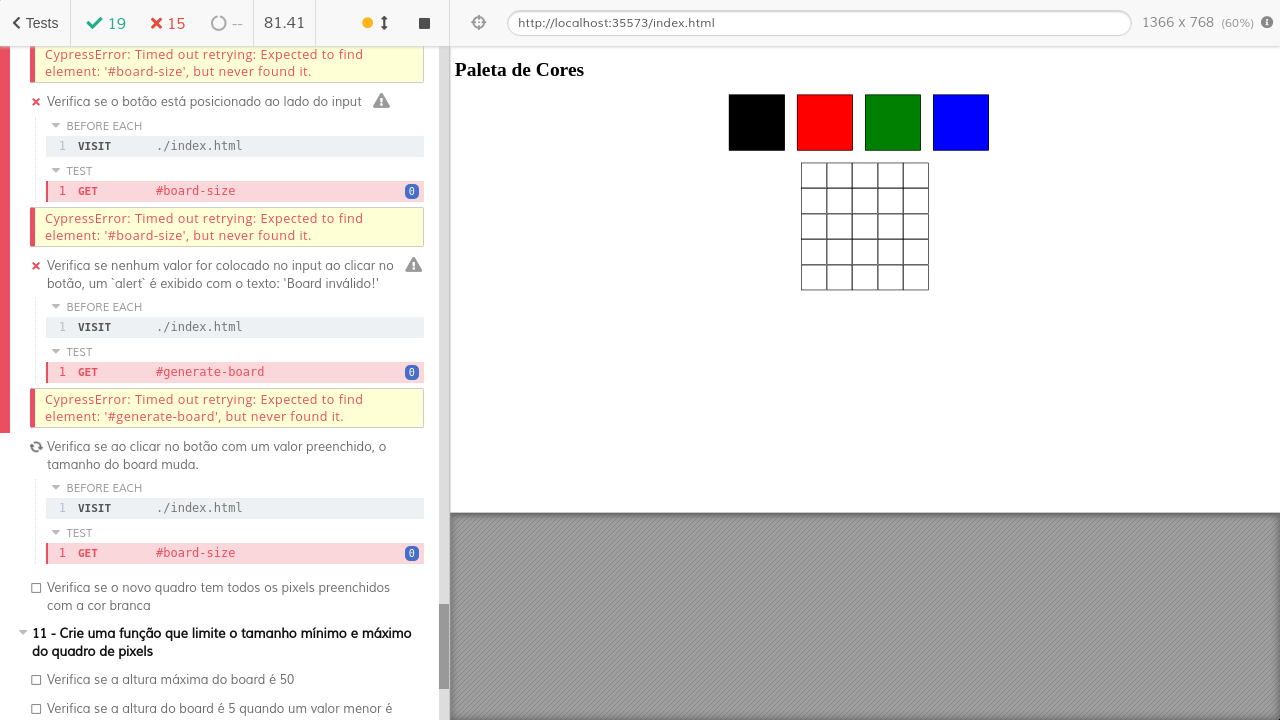 Tests 19 15 -- 81.41
http://localhost:35573/index.html 1366 x 768 (60%)
CypressError: Timed out retrying: Expected to find
element: '#board-size', but never found it.
Verifica se o botão está posicionado ao lado do input
BEFORE EACH
1 VISIT ./index.html
TEST
1 GET #board-size 0
CypressError: Timed out retrying: Expected to find
element: '#board-size', but never found it.
Verifica se nenhum valor for colocado no input ao clicar no
botão, um `alert` é exibido com o texto: 'Board inválido!'
BEFORE EACH
1 VISIT ./index.html
TEST
1 GET #generate-board 0
CypressError: Timed out retrying: Expected to find
element: '#generate-board', but never found it.
Verifica se ao clicar no botão com um valor preenchido, o
tamanho do board muda.
BEFORE EACH
1 VISIT ./index.html
TEST
1 GET #board-size 0
Verifica se o novo quadro tem todos os pixels preenchidos
com a cor branca
11 - Crie uma função que limite o tamanho mínimo e máximo
do quadro de pixels
Verifica se a altura máxima do board é 50
Verifica se a altura do board é 5 quando um valor menor é
Paleta de Cores